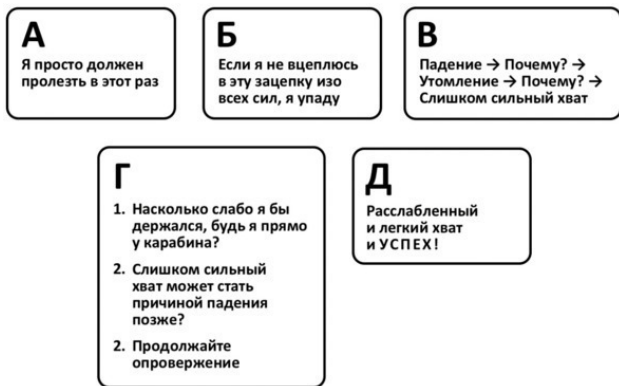 А
Я просто должен
пролезть в этот раз
Б
Если я не вцеплюсь
в эту зацепку изо
всех сил, я упаду
В
Падение → Почему? →
Утомление → Почему? →
Слишком сильный хват
Г
1. Насколько слабо я бы
держался, будь я прямо
у карабина?
2. Слишком сильный
хват может стать
причиной падения
позже?
2. Продолжайте
опровержение
Д
Расслабленный
и легкий хват
и УСПЕХ!